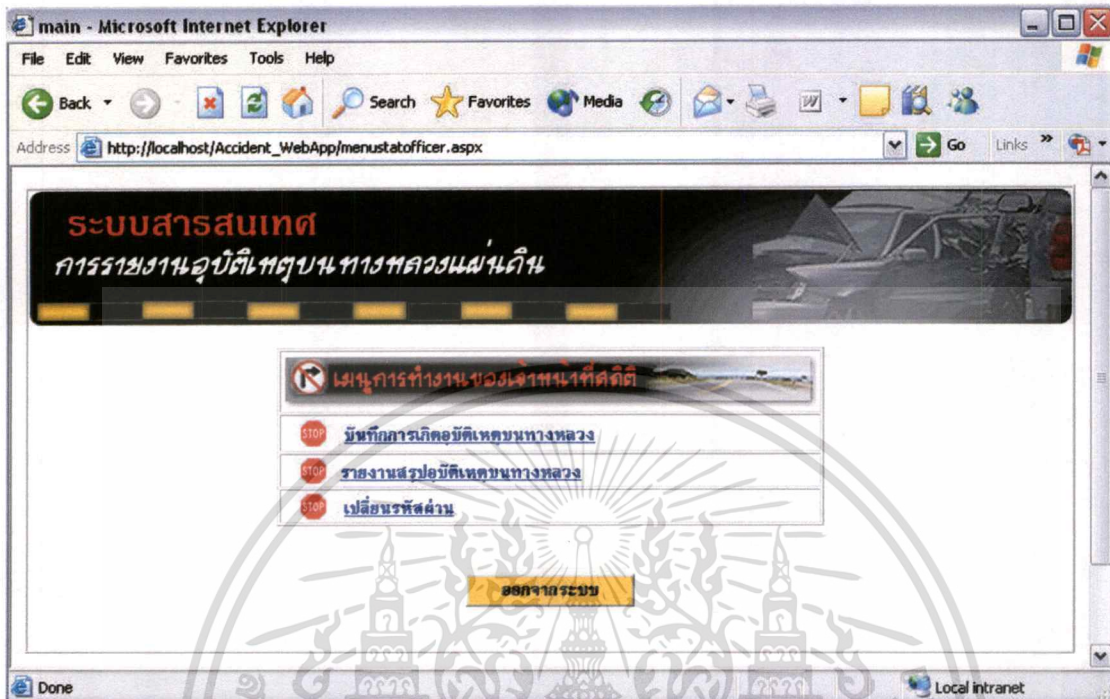 main - Microsoft Internet Explorer
File Edit View Favorites Tools Help
Back Search Favorites Media
Address http://localhost/Accident_WebApp/menustatofficer.aspx Go Links »
ระบบสารสนเทศ
การรายงานอุบัติเหตุบนทางหลวงแผ่นดิน
เมนูการทำงานของเจ้าหน้าที่สถิติ
STOP บันทึกการเกิดอุบัติเหตุบนทางหลวง
STOP รายงานสรุปอุบัติเหตุบนทางหลวง
STOP เปลี่ยนรหัสผ่าน
ออกจากระบบ
Done Local intranet